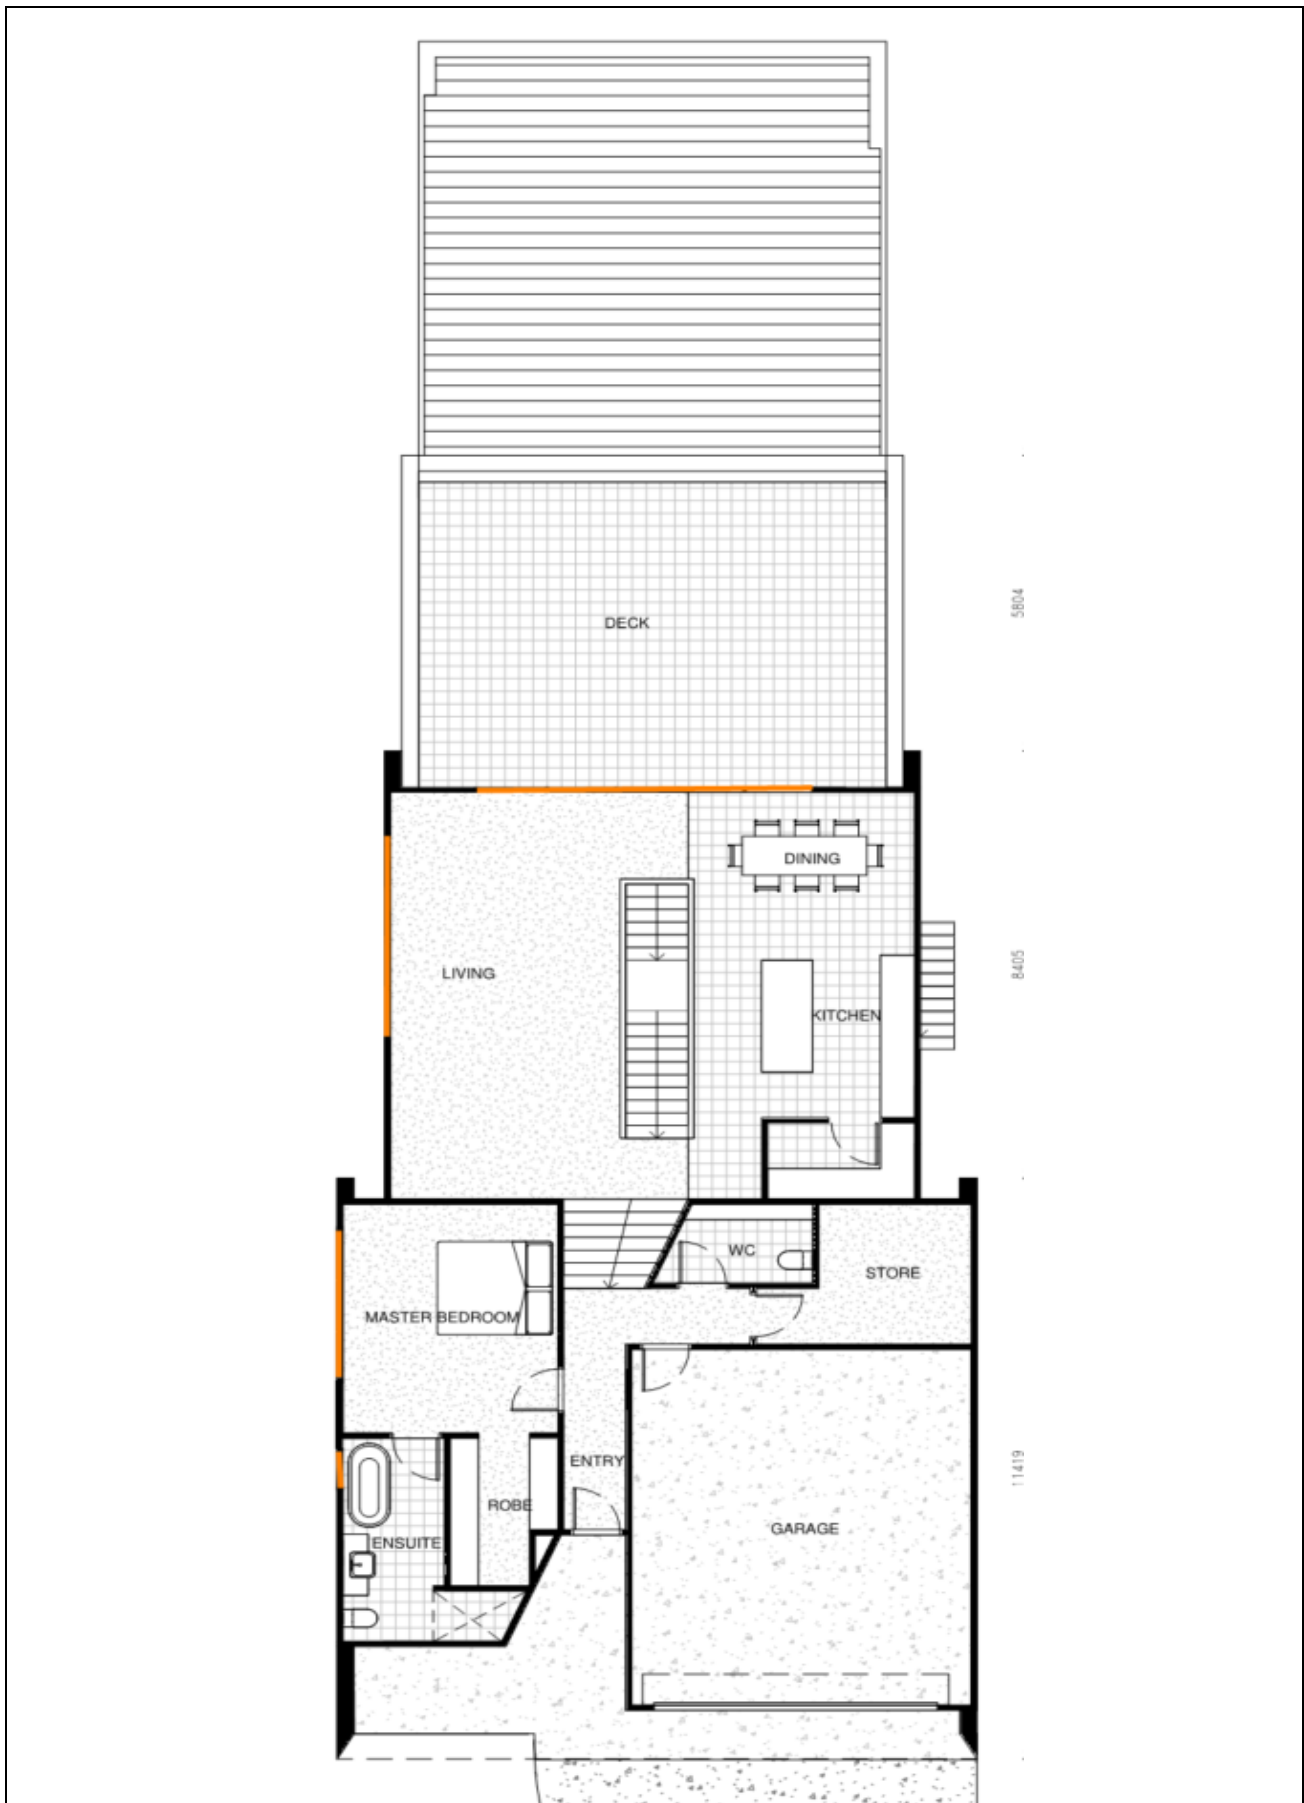 DECK
5804
DINING
LIVING
8405
KITCHEN
WC
STORE
MASTER BEDROOM
ENTRY
11419
ROBE
GARAGE
ENSUITE